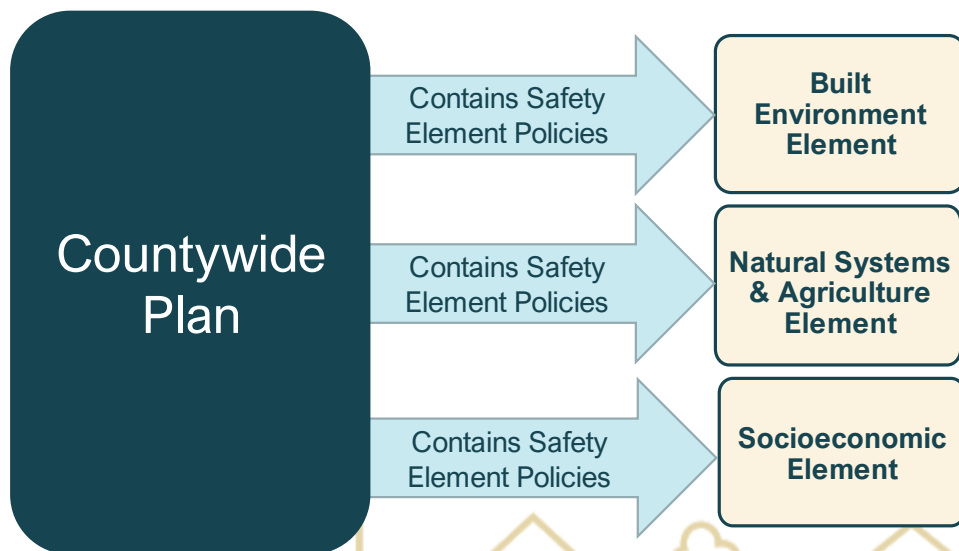 Countywide
Plan
Contains Safety
Element Policies
Built
Environment
Element
Contains Safety
Element Policies
Natural Systems
& Agriculture
Element
Contains Safety
Element Policies
Socioeconomic
Element